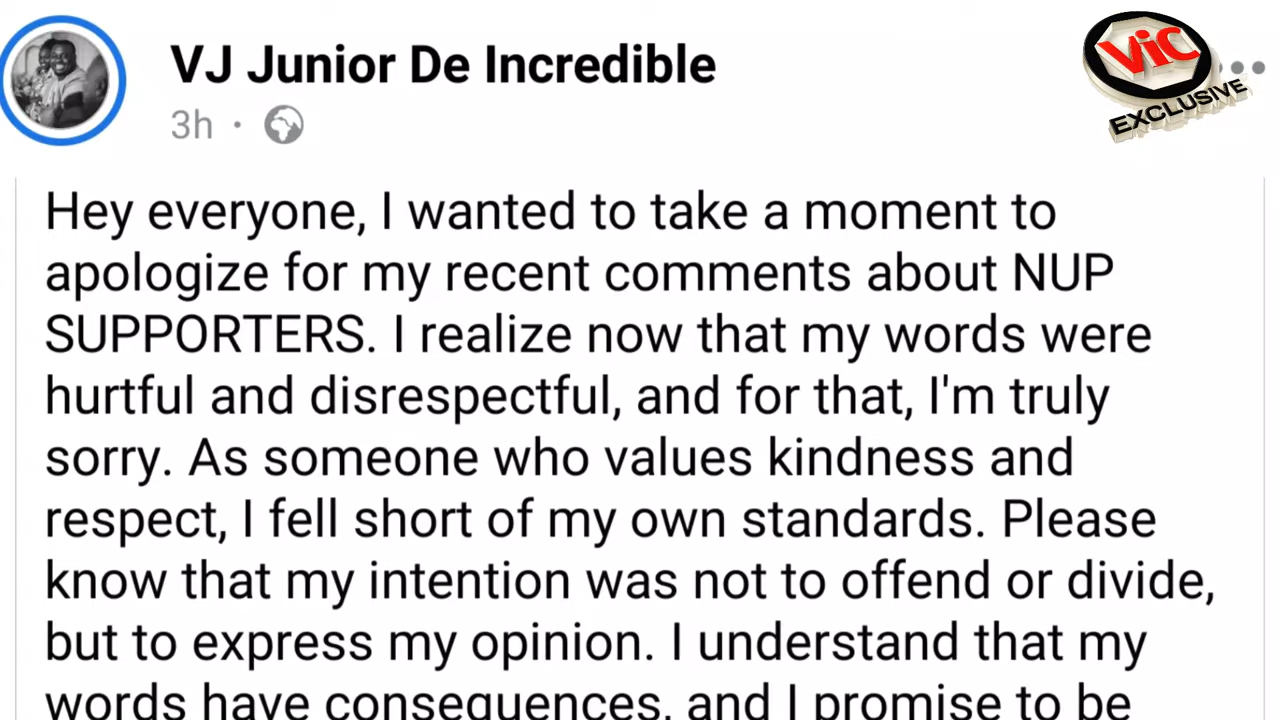 VJ Junior De Incredible
3h ·
ViC
EXCLUSIVE
Hey everyone, I wanted to take a moment to
apologize for my recent comments about NUP
SUPPORTERS. I realize now that my words were
hurtful and disrespectful, and for that, I'm truly
sorry. As someone who values kindness and
respect, I fell short of my own standards. Please
know that my intention was not to offend or divide,
but to express my opinion. I understand that my
words have consequences, and I promise to be